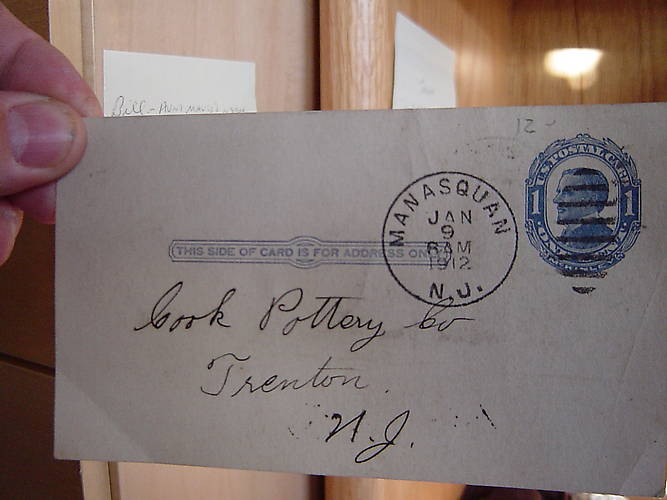 Bill -
12
U.S. POSTAL CARD
1 1
MANASQUAN
JAN
9
6 AM
1912
N.J.
THIS SIDE OF CARD IS FOR ADDRESS ONLY
Cook Pottery Co
Trenton.
N.J.